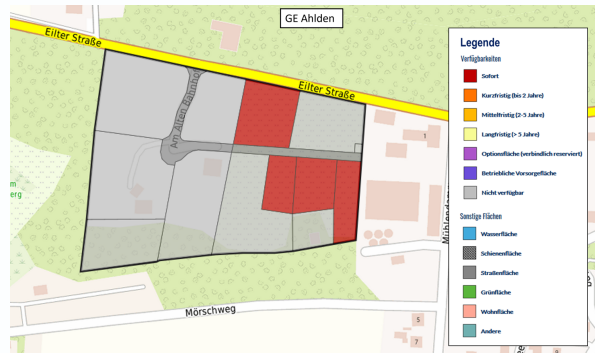 GE Ahlden
Eilter Straße
Eilter Straße
Am Alten Bahnhof
1
Mörschweg
5
7
Legende
Verfügbarkeiten
Sofort
Kurzfristig (bis 2 Jahre)
Mittelfristig (2-5 Jahre)
Langfristig (> 5 Jahre)
Optionsfläche (verbindlich reserviert)
Betriebliche Vorsorgefläche
Nicht verfügbar
Sonstige Flächen
Wasserfläche
Schienenfläche
Straßenfläche
Grünfläche
Wohnfläche
Andere